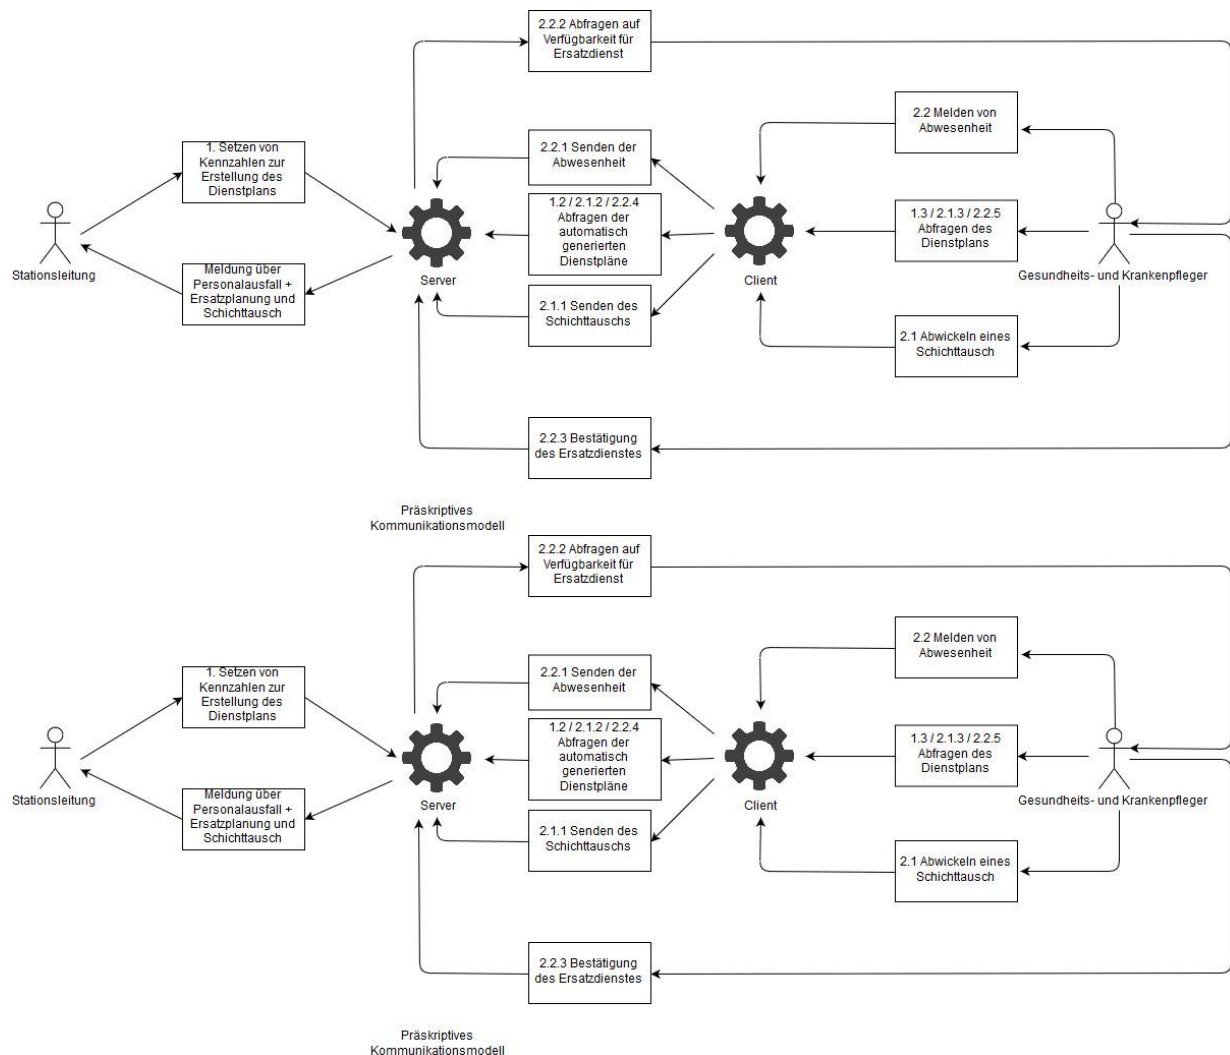 2.2.2 Abfragen auf
Verfügbarkeit für
Ersatzdienst
2.2 Melden von
Abwesenheit
1. Setzen von
Kennzahlen zur
Erstellung des
Dienstplans
2.2.1 Senden der
Abwesenheit
1.2 / 2.1.2 / 2.2.4
Abfragen der
automatisch
generierten
Dienstpläne
1.3 / 2.1.3 / 2.2.5
Abfragen des
Dienstplans
Stationsleitung
Meldung über
Personalausfall +
Ersatzplanung und
Schichttausch
Server
Client
Gesundheits- und Krankenpfleger
2.1.1 Senden des
Schichttauschs
2.1 Abwickeln eines
Schichttausch
2.2.3 Bestätigung
des Ersatzdienstes
Präskriptives
Kommunikationsmodell
2.2.2 Abfragen auf
Verfügbarkeit für
Ersatzdienst
2.2 Melden von
Abwesenheit
1. Setzen von
Kennzahlen zur
Erstellung des
Dienstplans
2.2.1 Senden der
Abwesenheit
1.2 / 2.1.2 / 2.2.4
Abfragen der
automatisch
generierten
Dienstpläne
1.3 / 2.1.3 / 2.2.5
Abfragen des
Dienstplans
Stationsleitung
Meldung über
Personalausfall +
Ersatzplanung und
Schichttausch
Server
Client
Gesundheits- und Krankenpfleger
2.1.1 Senden des
Schichttauschs
2.1 Abwickeln eines
Schichttausch
2.2.3 Bestätigung
des Ersatzdienstes
Präskriptives
Kommunikationsmodell